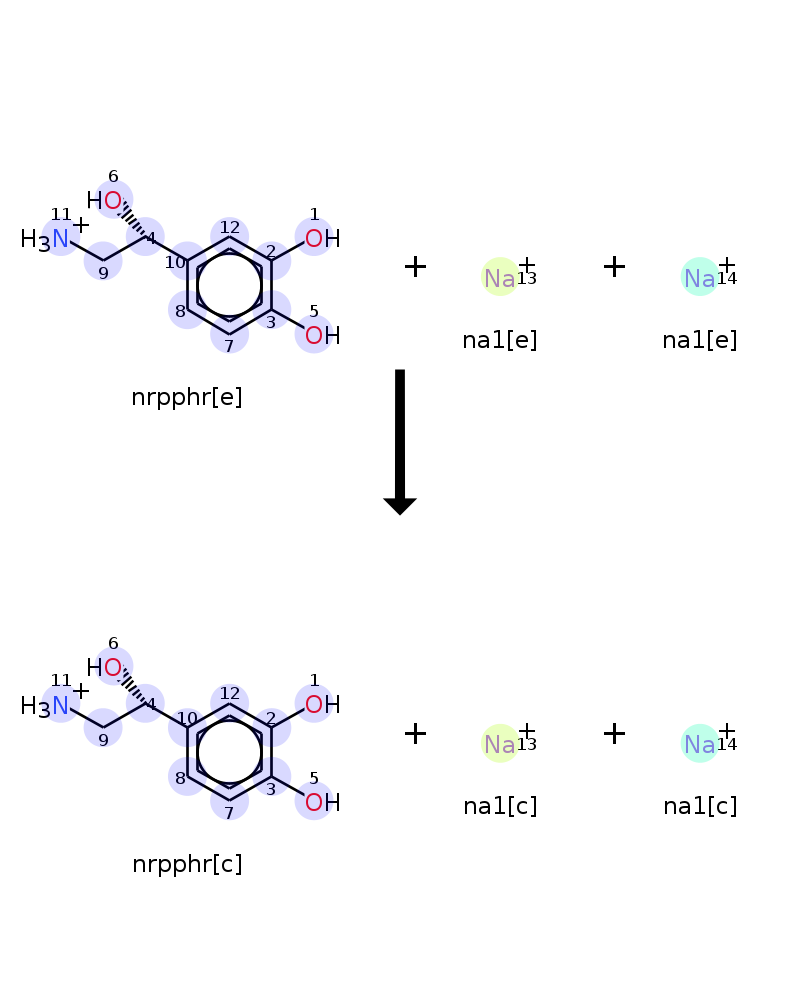 6
HO
11
H3N+
4
9
10
12
2
1
OH
8
7
3
5
OH
+
Na+
13
+
Na+
14
na1[e]
na1[e]
nrpphr[e]
6
HO
11
H3N+
4
9
10
12
2
1
OH
8
7
3
5
OH
+
Na+
13
+
Na+
14
na1[c]
na1[c]
nrpphr[c]